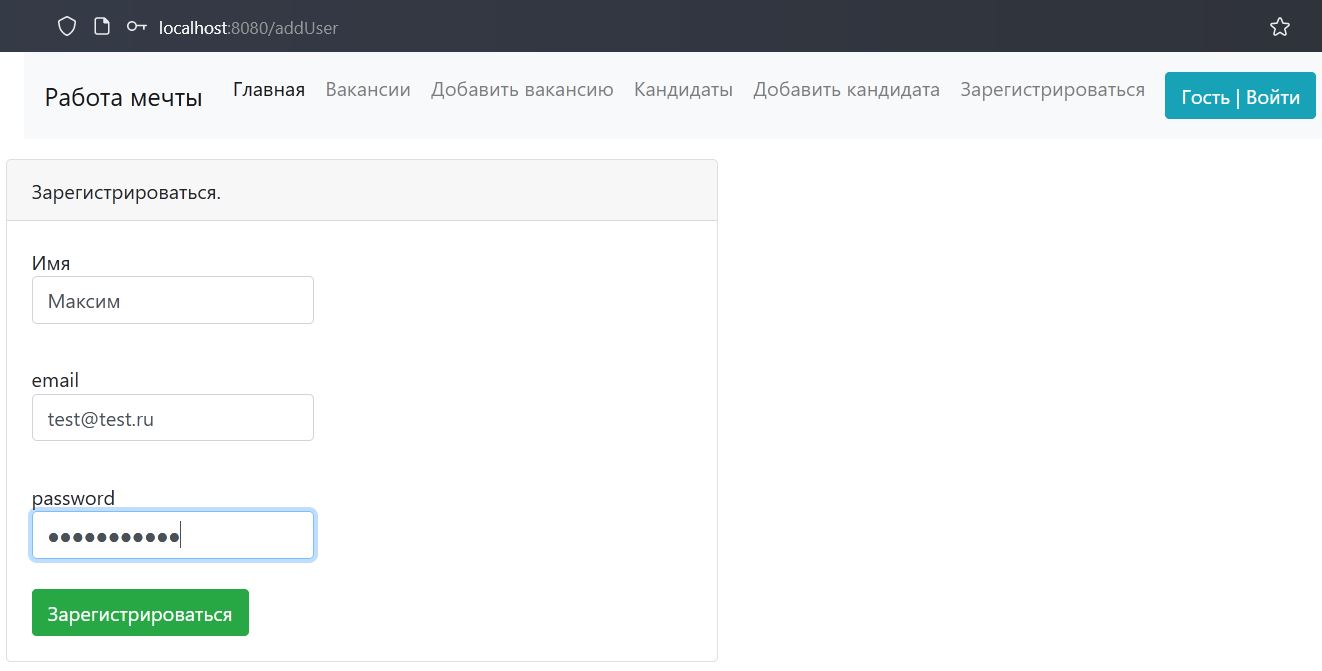 localhost:8080/addUser
Работа мечты Главная Вакансии Добавить вакансию Кандидаты Добавить кандидата Зарегистрироваться Гость | Войти
Зарегистрироваться.
Имя
Максим
email
test@test.ru
password
●●●●●●●●●●●
Зарегистрироваться